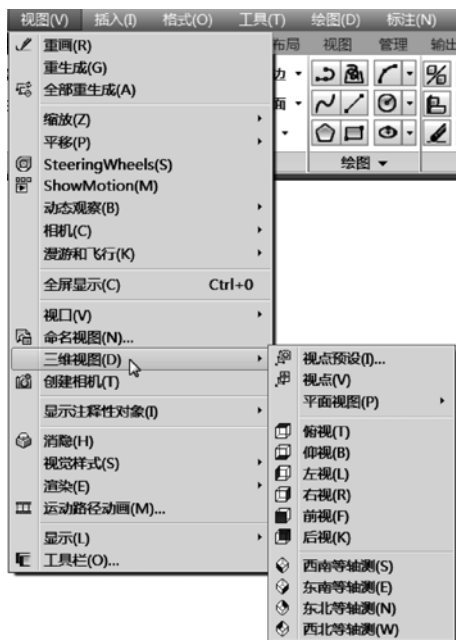 视图(V) 插入(I) 格式(O) 工具(T) 绘图(D) 标注(N)
重画(R)
布局 视图 管理 输出
重生成(G)
全部重生成(A)
边
缩放(Z)
面
平移(P)
SteeringWheels(S)
绘图
ShowMotion(M)
动态观察(B)
相机(C)
漫游和飞行(K)
全屏显示(C) Ctrl+0
视口(V)
命名视图(N)...
三维视图(D)
创建相机(T)
显示注释性对象(I)
消隐(H)
视觉样式(S)
渲染(E)
运动路径动画(M)...
显示(L)
工具栏(O)...
视点预设(I)...
视点(V)
平面视图(P)
俯视(T)
仰视(B)
左视(L)
右视(R)
前视(F)
后视(K)
西南等轴测(S)
东南等轴测(E)
东北等轴测(N)
西北等轴测(W)